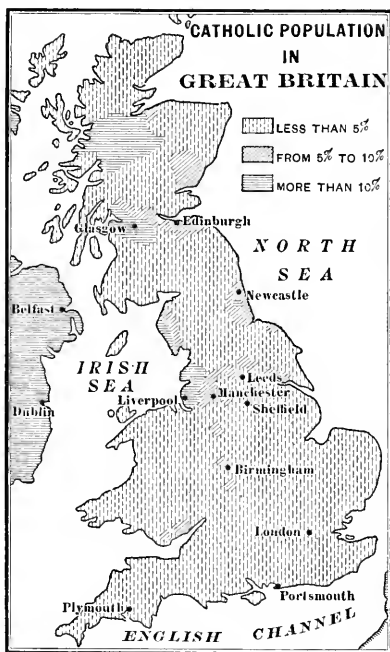 CATHOLIC POPULATION
IN
GREAT BRITAIN
LESS THAN 5%
FROM 5% TO 10%
MORE THAN 10%
Glasgow
Edinburgh
NORTH
SEA
Newcastle
Belfast
IRISH
SEA
Leeds
Manchester
Liverpool
Sheffield
Dublin
Birmingham
London
Portsmouth
Plymouth
ENGLISH CHANNEL